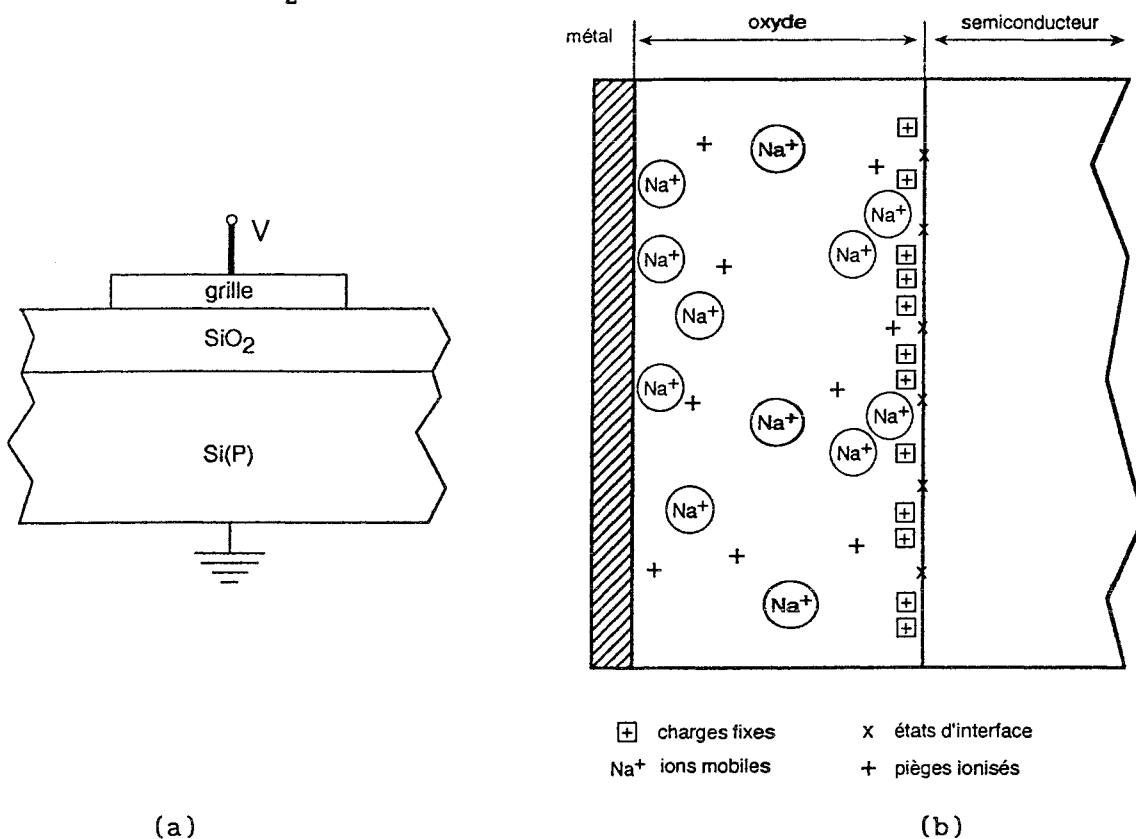 2
V
grille
SiO2
Si(P)
métal oxyde semiconducteur
+
+ Na+
+
Na+ +
Na+
Na+ Na+ +
+ +
Na+ +
+ +
+
+
Na+ + +
+ Na+ Na+
Na+ +
Na+ +
+ + +
+
Na+ +
+
+ charges fixes x états d'interface
Na+ ions mobiles + pièges ionisés
(a) (b)